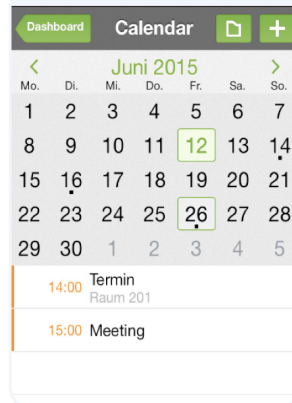 Dashboard Calendar
Juni 2015
Mo. Di. Mi. Do. Fr. Sa. So.
1 2 3 4 5 6 7
8 9 10 11 12 13 14
15 16 17 18 19 20 21
22 23 24 25 26 27 28
29 30 1 2 3 4 5
14:00 Termin
Raum 201
15:00 Meeting